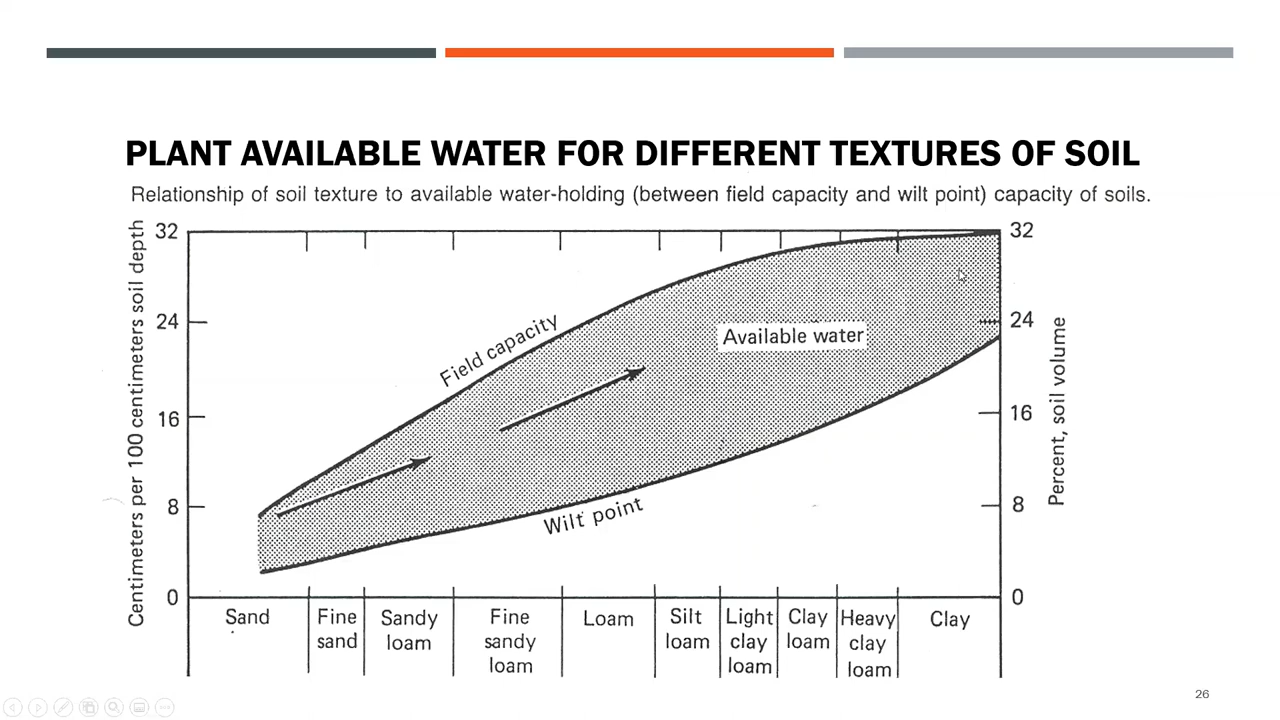 PLANT AVAILABLE WATER FOR DIFFERENT TEXTURES OF SOIL
Relationship of soil texture to available water-holding (between field capacity and wilt point) capacity of soils.
Centimeters per 100 centimeters soil depth
32
24
16
8
0
Field capacity
Available water
Wilt point
32
24
16
8
0
Percent, soil volume
Sand
Fine
sand
Sandy
loam
Fine
sandy
loam
Loam
Silt
loam
Light
clay
loam
Clay
loam
Heavy
clay
loam
Clay
26